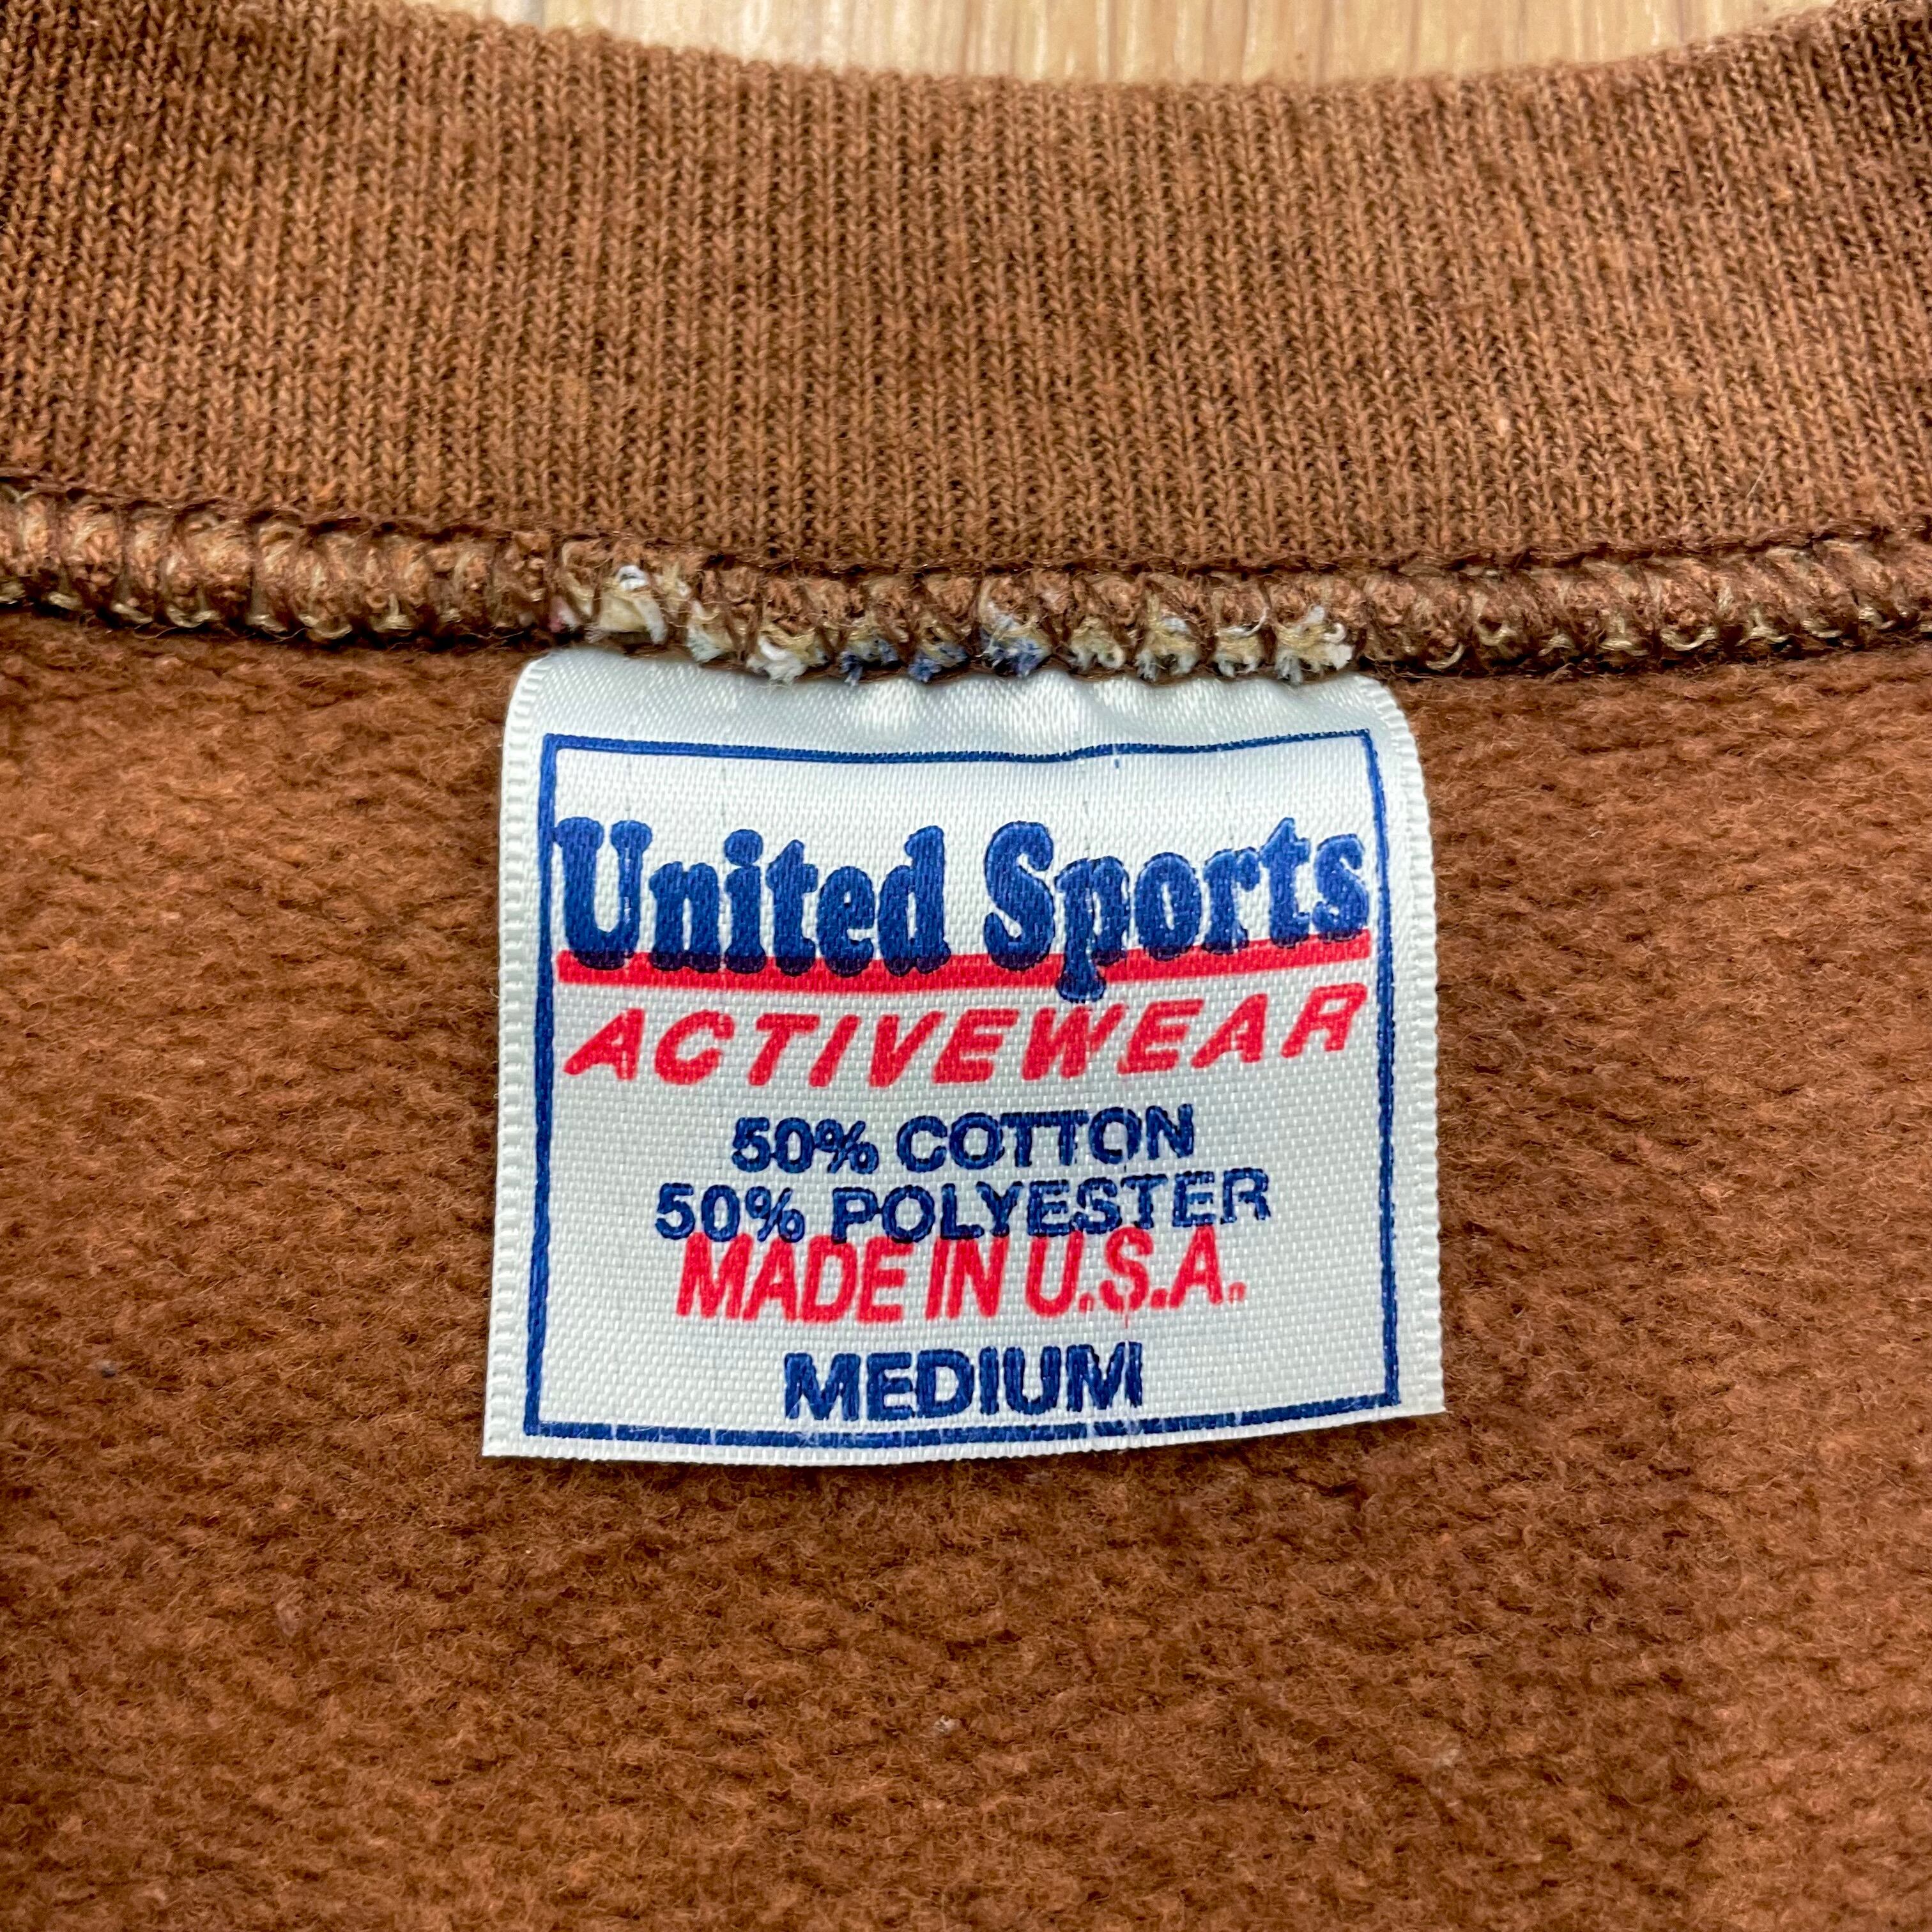 United Sports
ACTIVEWEAR
50% COTTON
50% POLYESTER
MADE IN U.S.A.
MEDIUM